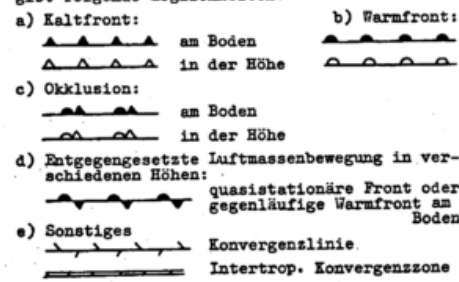 a) Kaltfront:
b) Warmfront:
am Boden
in der Höhe
c) Okklusion:
am Boden
in der Höhe
d) Entgegengesetzte Luftmassenbewegung in ver-
schiedenen Höhen:
quasistationäre Front oder
gegenläufige Warmfront am
Boden
e) Sonstiges
Konvergenzlinie
Intertrop. Konvergenzzone